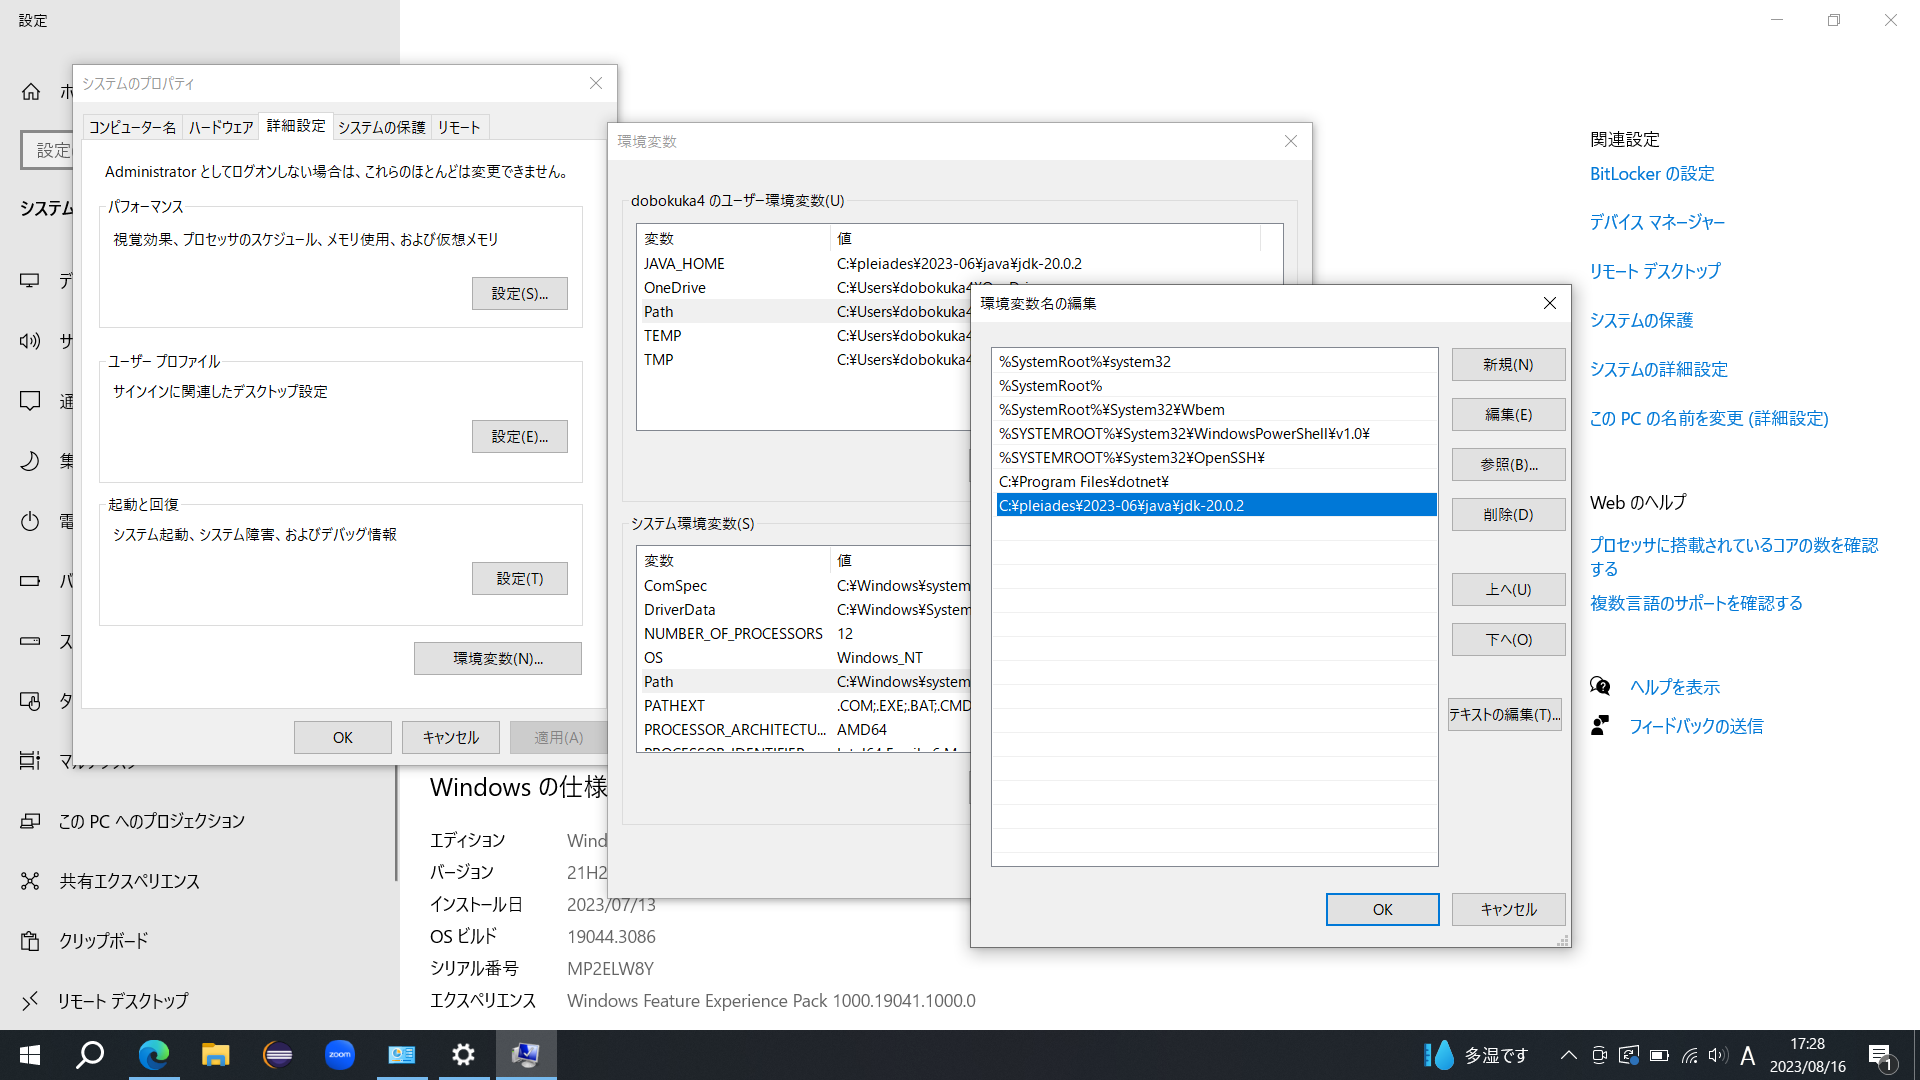 設定
システムのプロパティ
コンピューター名
ハードウェア
詳細設定
システムの保護
リモート
Administrator としてログオンしない場合は、これらのほとんどは変更できません。
パフォーマンス
視覚効果、プロセッサのスケジュール、メモリ使用、および仮想メモリ
設定(S)...
ユーザー プロファイル
サインインに関連したデスクトップ設定
設定(E)...
起動と回復
システム起動、システム障害、およびデバッグ情報
設定(T)
環境変数(N)...
OK
キャンセル
適用(A)
ホ
設定
システム
デ
サ
通
集
電
バ
ス
タ
マルチタスク
この PC へのプロジェクション
共有エクスペリエンス
クリップボード
リモート デスクトップ
Windows の仕様
エディション Wind
バージョン 21H2
インストール日 2023/07/13
OS ビルド 19044.3086
シリアル番号 MP2ELW8Y
エクスペリエンス Windows Feature Experience Pack 1000.19041.1000.0
環境変数
dobokuka4 のユーザー環境変数(U)
変数 値
JAVA_HOME C:¥pleiades¥2023-06¥java¥jdk-20.0.2
OneDrive C:¥Users¥dobokuka4¥OneDrive
Path C:¥Users¥dobokuka4
TEMP C:¥Users¥dobokuka4
TMP C:¥Users¥dobokuka4
システム環境変数(S)
変数 値
ComSpec C:¥Windows¥system
DriverData C:¥Windows¥System
NUMBER_OF_PROCESSORS 12
OS Windows_NT
Path C:¥Windows¥system
PATHEXT .COM;.EXE;.BAT;.CMD
PROCESSOR_ARCHITECTU... AMD64
PROCESSOR_IDENTIFIER Intel64 Family 6 M
環境変数名の編集
%SystemRoot%¥system32
%SystemRoot%
%SystemRoot%¥System32¥Wbem
%SYSTEMROOT%¥System32¥WindowsPowerShell¥v1.0¥
%SYSTEMROOT%¥System32¥OpenSSH¥
C:¥Program Files¥dotnet¥
C:¥pleiades¥2023-06¥java¥jdk-20.0.2
新規(N)
編集(E)
参照(B)...
削除(D)
上へ(U)
下へ(O)
テキストの編集(T)...
OK
キャンセル
関連設定
BitLocker の設定
デバイス マネージャー
リモート デスクトップ
システムの保護
システムの詳細設定
この PC の名前を変更 (詳細設定)
Web のヘルプ
プロセッサに搭載されているコアの数を確認
する
複数言語のサポートを確認する
ヘルプを表示
フィードバックの送信
zoom
多湿です
A
17:28
2023/08/16
1